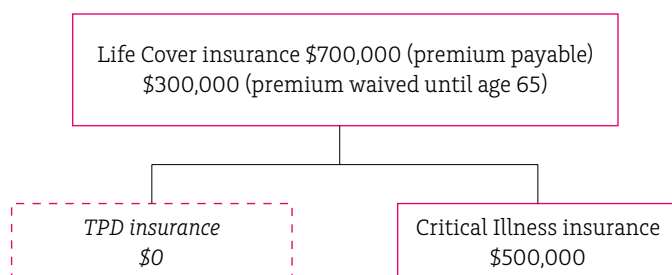 Life Cover insurance $700,000 (premium payable)
$300,000 (premium waived until age 65)
TPD insurance
$0
Critical Illness insurance
$500,000